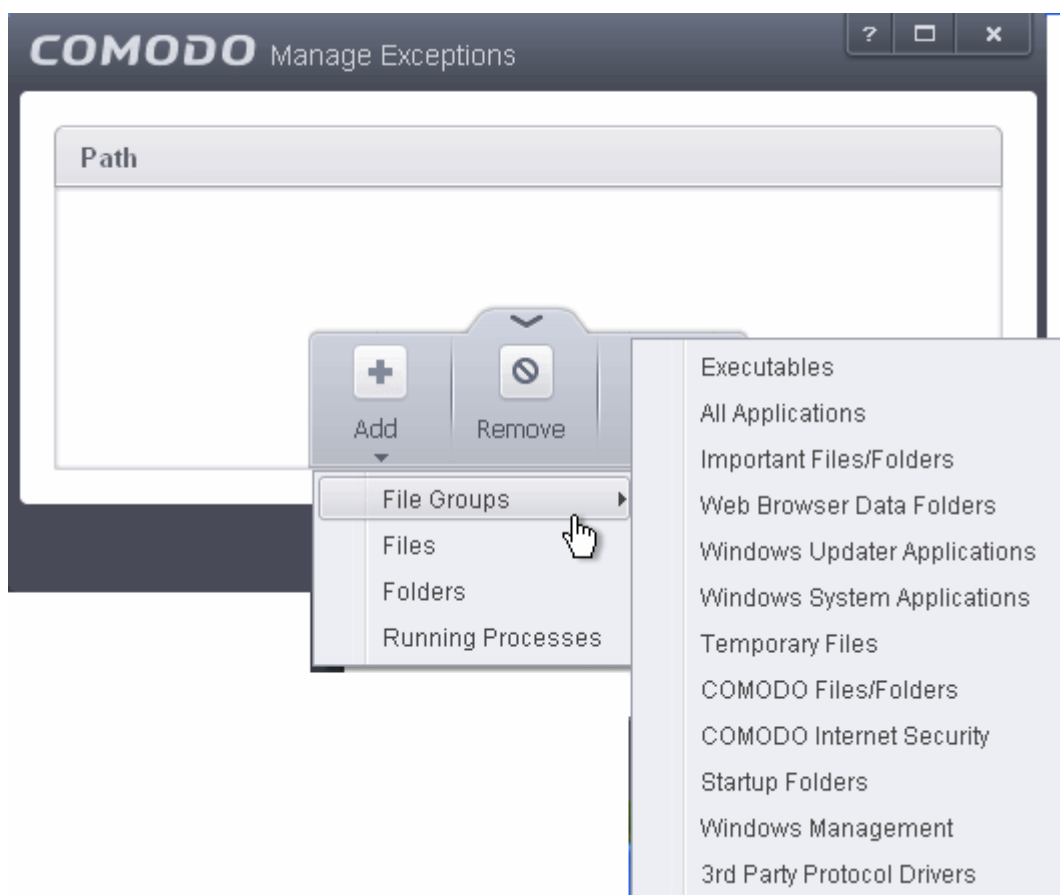 COMODO Manage Exceptions
?
Path
Add
Remove
File Groups
Files
Folders
Running Processes
Executables
All Applications
Important Files/Folders
Web Browser Data Folders
Windows Updater Applications
Windows System Applications
Temporary Files
COMODO Files/Folders
COMODO Internet Security
Startup Folders
Windows Management
3rd Party Protocol Drivers